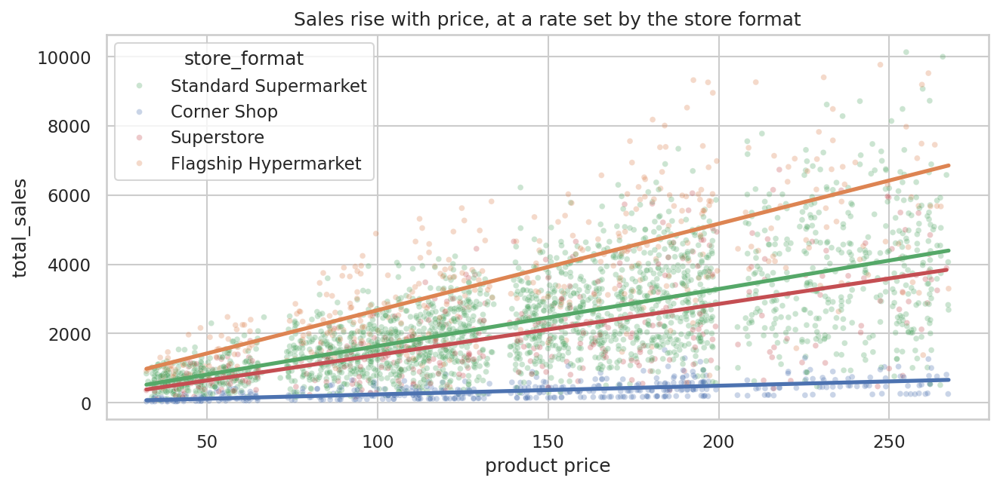 Sales rise with price, at a rate set by the store format
store_format
Standard Supermarket
Corner Shop
Superstore
Flagship Hypermarket
total_sales
10000
8000
6000
4000
2000
0
50
100
150
200
250
product price